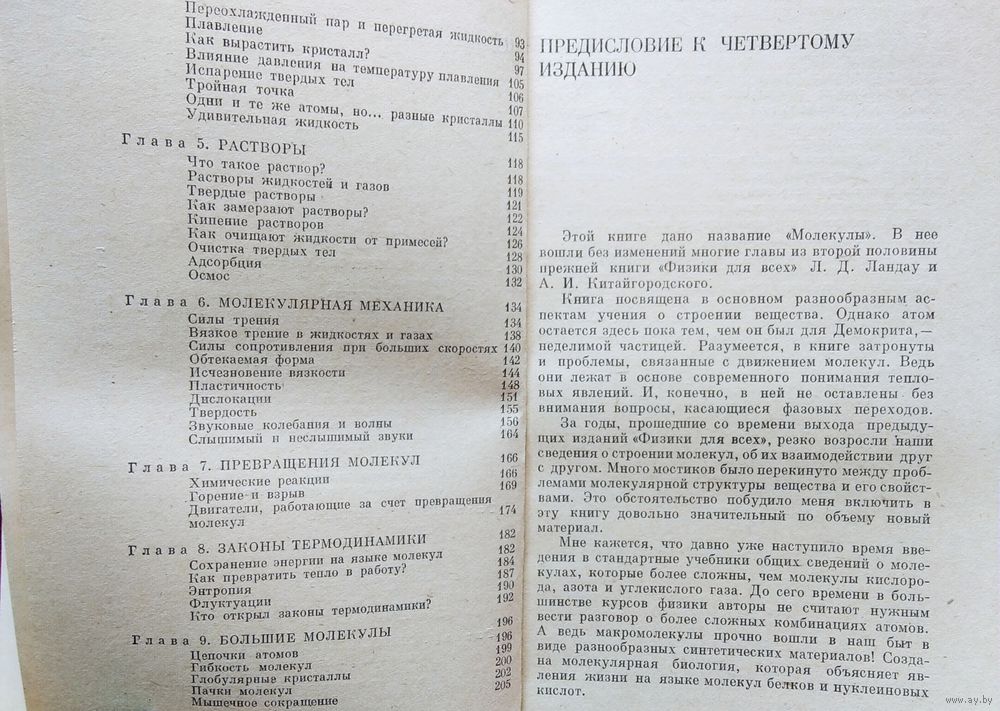 Переохлажденный пар и перегретая жидкость 93
Плавление 94
Как вырастить кристалл? 97
Влияние давления на температуру плавления 105
Испарение твердых тел 106
Тройная точка 107
Одни и те же атомы, но... разные кристаллы 110
Удивительная жидкость 115
Глава 5. РАСТВОРЫ 118
Что такое раствор? 118
Растворы жидкостей и газов 119
Твердые растворы 121
Как замерзают растворы? 122
Кипение растворов 124
Как очищают жидкости от примесей? 126
Очистка твердых тел 128
Адсорбция 130
Осмос 132
Глава 6. МОЛЕКУЛЯРНАЯ МЕХАНИКА 134
Силы трения 134
Вязкое трение в жидкостях и газах 138
Силы сопротивления при больших скоростях 140
Обтекаемая форма 142
Исчезновение вязкости 144
Пластичность 148
Дислокации 151
Твердость 155
Звуковые колебания и волны 156
Слышимый и неслышимый звуки 164
Глава 7. ПРЕВРАЩЕНИЯ МОЛЕКУЛ 166
Химические реакции 166
Горение и взрыв 169
Двигатели, работающие за счет превращения
молекул 174
Глава 8. ЗАКОНЫ ТЕРМОДИНАМИКИ 182
Сохранение энергии на языке молекул 182
Как превратить тепло в работу? 184
Энтропия 187
Флуктуации 190
Кто открыл законы термодинамики? 192
Глава 9. БОЛЬШИЕ МОЛЕКУЛЫ 196
Цепочки атомов 196
Гибкость молекул 199
Глобулярные кристаллы 200
Пачки молекул 202
Мышечное сокращение 205
ПРЕДИСЛОВИЕ К ЧЕТВЕРТОМУ
ИЗДАНИЮ
Этой книге дано название «Молекулы». В нее
вошли без изменений многие главы из второй половины
прежней книги «Физики для всех» Л. Д. Ландау и
А. И. Китайгородского.
Книга посвящена в основном разнообразным ас-
пектам учения о строении вещества. Однако атом
остается здесь пока тем, чем он был для Демокрита,—
неделимой частицей. Разумеется, в книге затронуты
и проблемы, связанные с движением молекул. Ведь
они лежат в основе современного понимания тепло-
вых явлений. И, конечно, в ней не оставлены без
внимания вопросы, касающиеся фазовых переходов.
За годы, прошедшие со времени выхода предыду-
щих изданий «Физики для всех», резко возросли наши
сведения о строении молекул, об их взаимодействии друг
с другом. Много мостиков было перекинуто между проб-
лемами молекулярной структуры вещества и его свойст-
вами. Это обстоятельство побудило меня включить в
эту книгу довольно значительный по объему новый
материал.
Мне кажется, что давно уже наступило время вве-
дения в стандартные учебники общих сведений о моле-
кулах, которые более сложны, чем молекулы кислоро-
да, азота и углекислого газа. До сего времени в боль-
шинстве курсов физики авторы не считают нужным
вести разговор о более сложных комбинациях атомов.
А ведь макромолекулы прочно вошли в наш быт в
виде разнообразных синтетических материалов! Созда-
на молекулярная биология, которая объясняет яв-
ления жизни на языке молекул белков и нуклеиновых
кислот.
www.ay.by